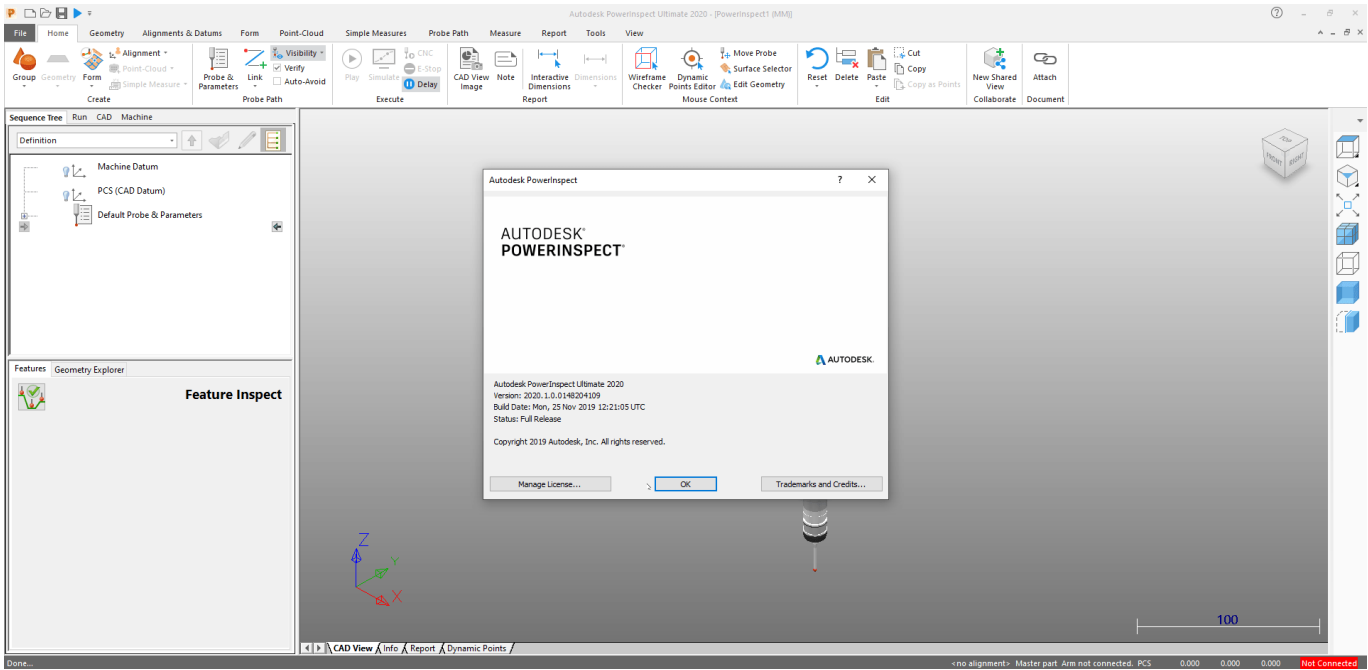 Autodesk PowerInspect Ultimate 2020 - [PowerInspect1 (MM)]
File Home Geometry Alignments & Datums Form Point-Cloud Simple Measures Probe Path Measure Report Tools View
Group Geometry Form
Alignment
Point-Cloud
Simple Measure
Create
Probe & Parameters
Link
Visibility
Verify
Auto-Avoid
Probe Path
Play Simulate
CNC
E-Stop
Delay
Execute
CAD View Image
Note
Interactive Dimensions
Dimensions
Report
Wireframe Checker
Dynamic Points Editor
Move Probe
Surface Selector
Edit Geometry
Mouse Context
Reset Delete Paste
Cut
Copy
Copy as Points
Edit
New Shared View
Collaborate
Attach
Document
Sequence Tree Run CAD Machine
Definition
Machine Datum
PCS (CAD Datum)
Default Probe & Parameters
Features Geometry Explorer
Feature Inspect
TOP
FRONT RIGHT
Autodesk PowerInspect
AUTODESK®
POWERINSPECT®
AUTODESK.
Autodesk PowerInspect Ultimate 2020
Version: 2020.1.0.0148204109
Build Date: Mon, 25 Nov 2019 12:21:05 UTC
Status: Full Release
Copyright 2019 Autodesk, Inc. All rights reserved.
Manage License... OK Trademarks and Credits...
Z
Y
X
100
CAD View Info Report Dynamic Points
Done... <no alignment> Master part Arm not connected. PCS 0.000 0.000 0.000 Not Connected